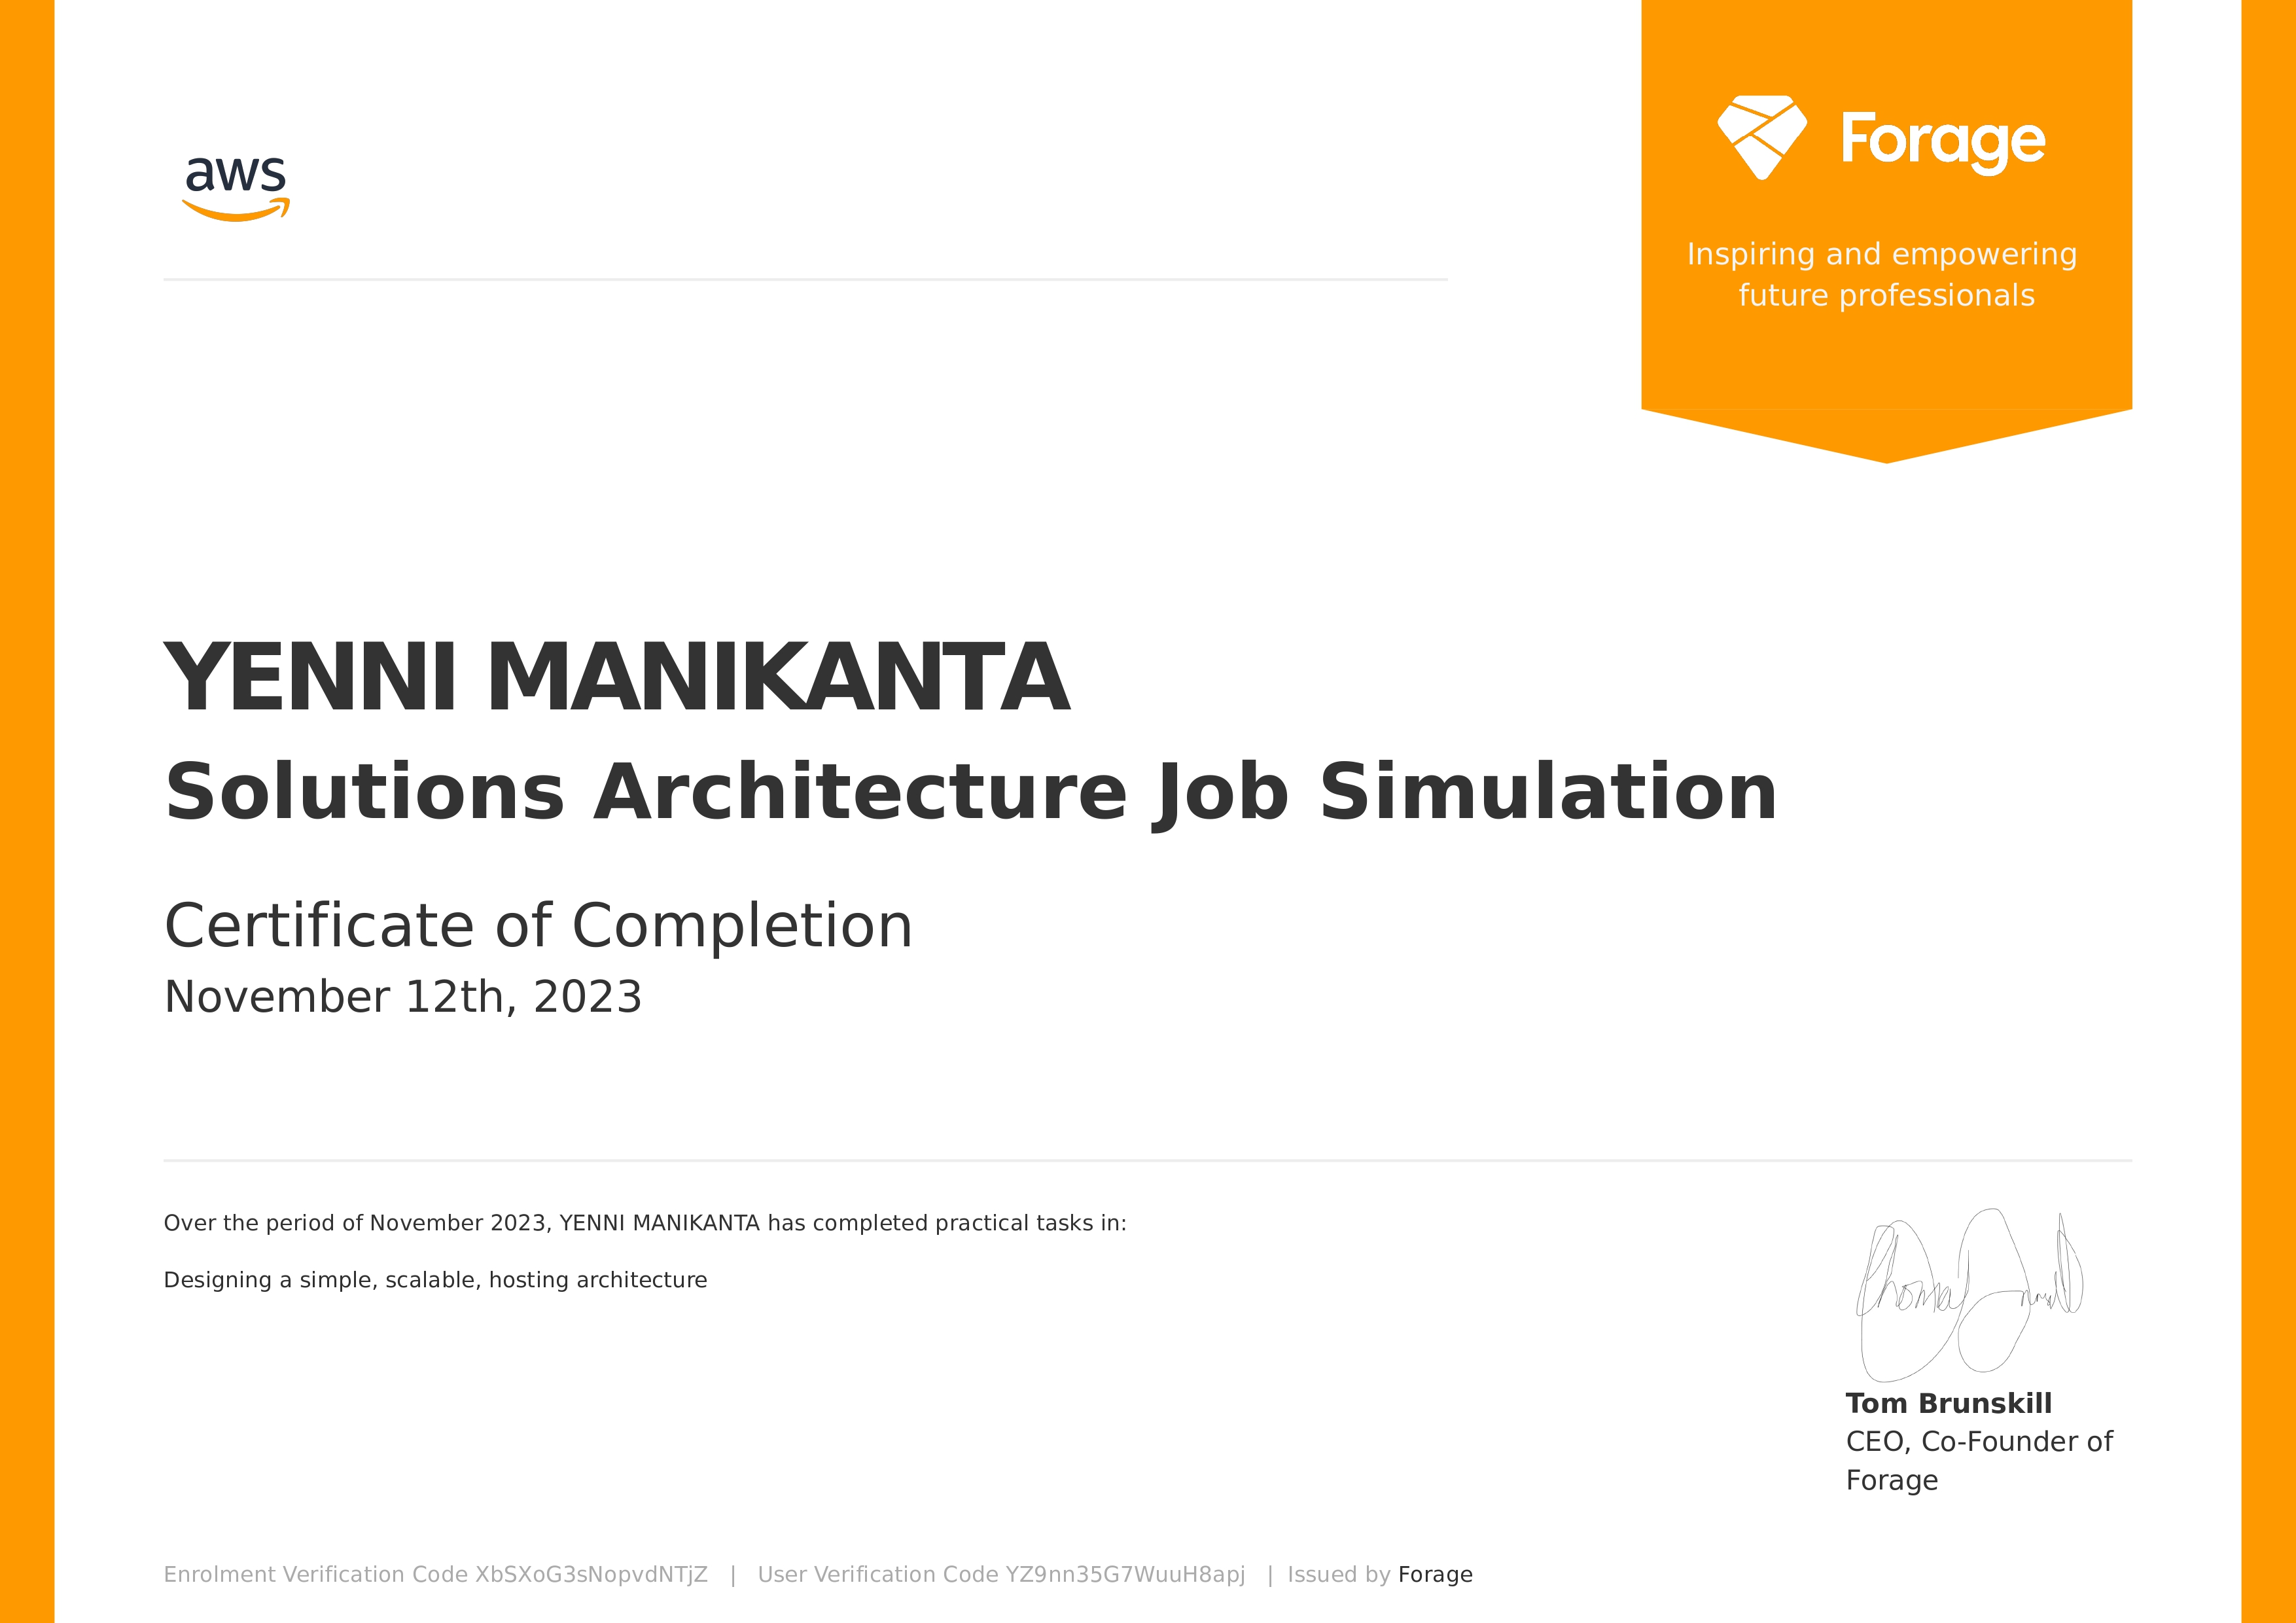 aws
Forage
Inspiring and empowering
future professionals
YENNI MANIKANTA
Solutions Architecture Job Simulation
Certificate of Completion
November 12th, 2023
Over the period of November 2023, YENNI MANIKANTA has completed practical tasks in:
Designing a simple, scalable, hosting architecture
Tom Brunskill
CEO, Co-Founder of
Forage
Enrolment Verification Code XbSXoG3sNopvdNTjZ | User Verification Code YZ9nn35G7WuuH8apj | Issued by Forage